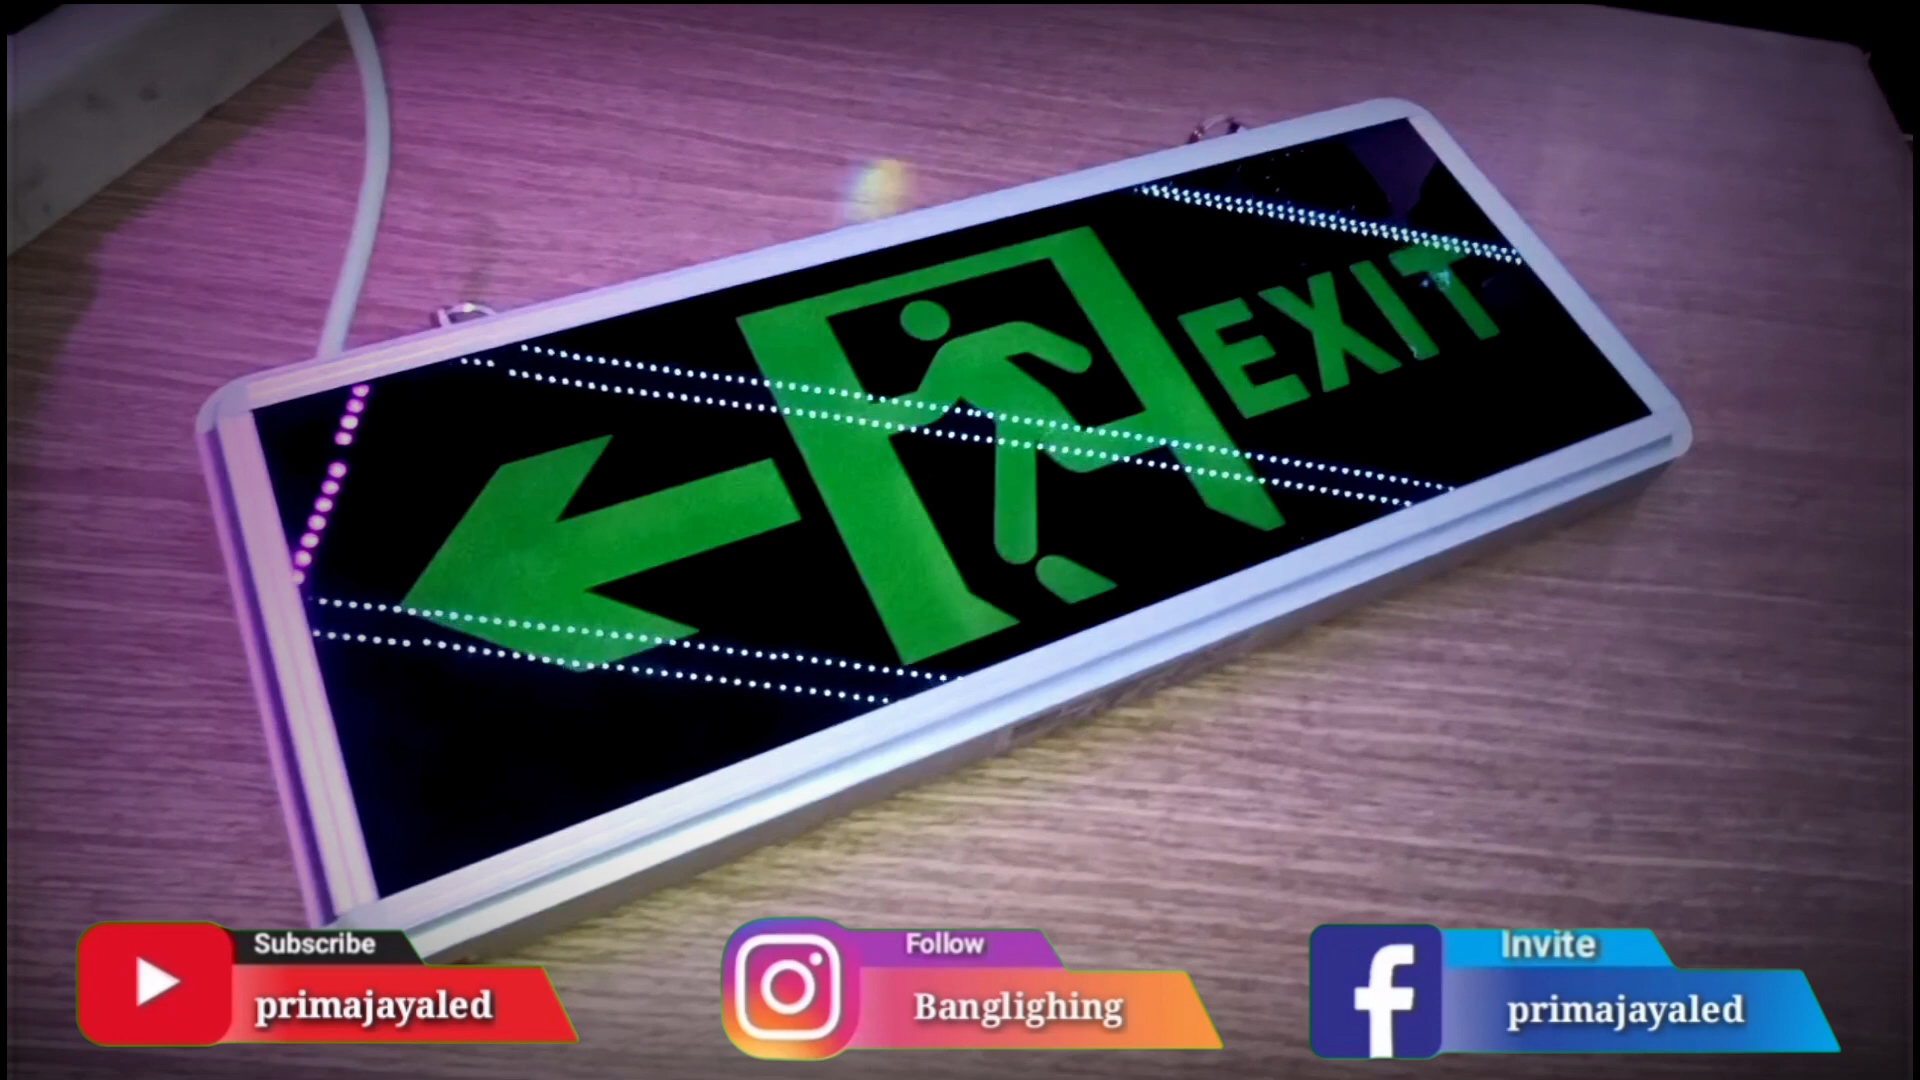 EXIT
Subscribe
primajayaled
Follow
Banglighing
Invite
primajayaled